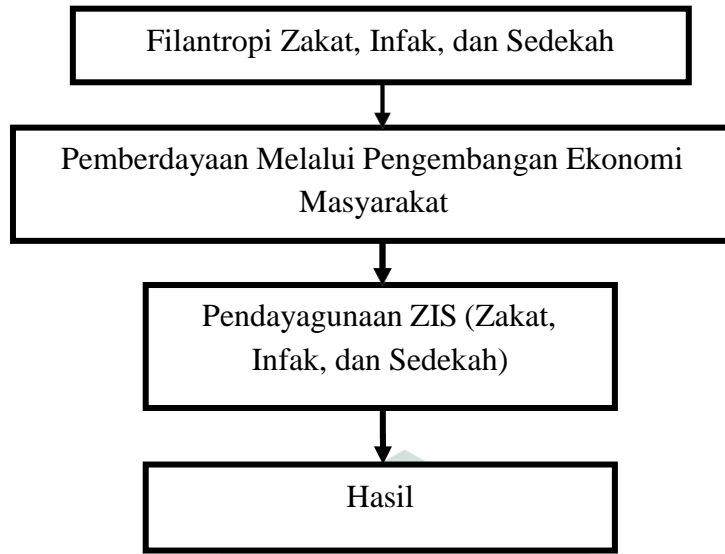 Filantropi Zakat, Infak, dan Sedekah
Pemberdayaan Melalui Pengembangan Ekonomi
Masyarakat
Pendayagunaan ZIS (Zakat,
Infak, dan Sedekah)
Hasil